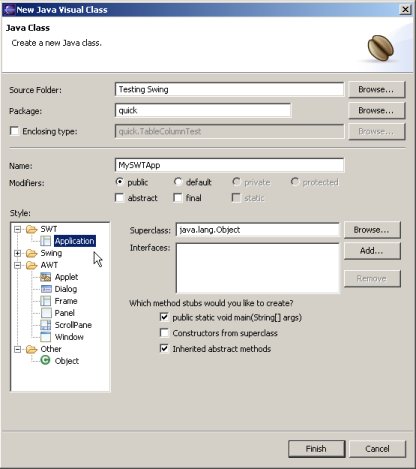 New Java Visual Class
Java Class
Create a new Java class.
Source Folder: Testing Swing Browse...
Package: quick Browse...
Enclosing type: quick.TableColumnTest Browse...
Name: MySWTApp
Modifiers: public default private protected
abstract final static
Style:
SWT
Application
Swing
AWT
Applet
Dialog
Frame
Panel
ScrollPane
Window
Other
Object
Superclass: java.lang.Object Browse...
Interfaces: Add...
Remove
Which method stubs would you like to create?
public static void main(String[] args)
Constructors from superclass
Inherited abstract methods
Finish Cancel